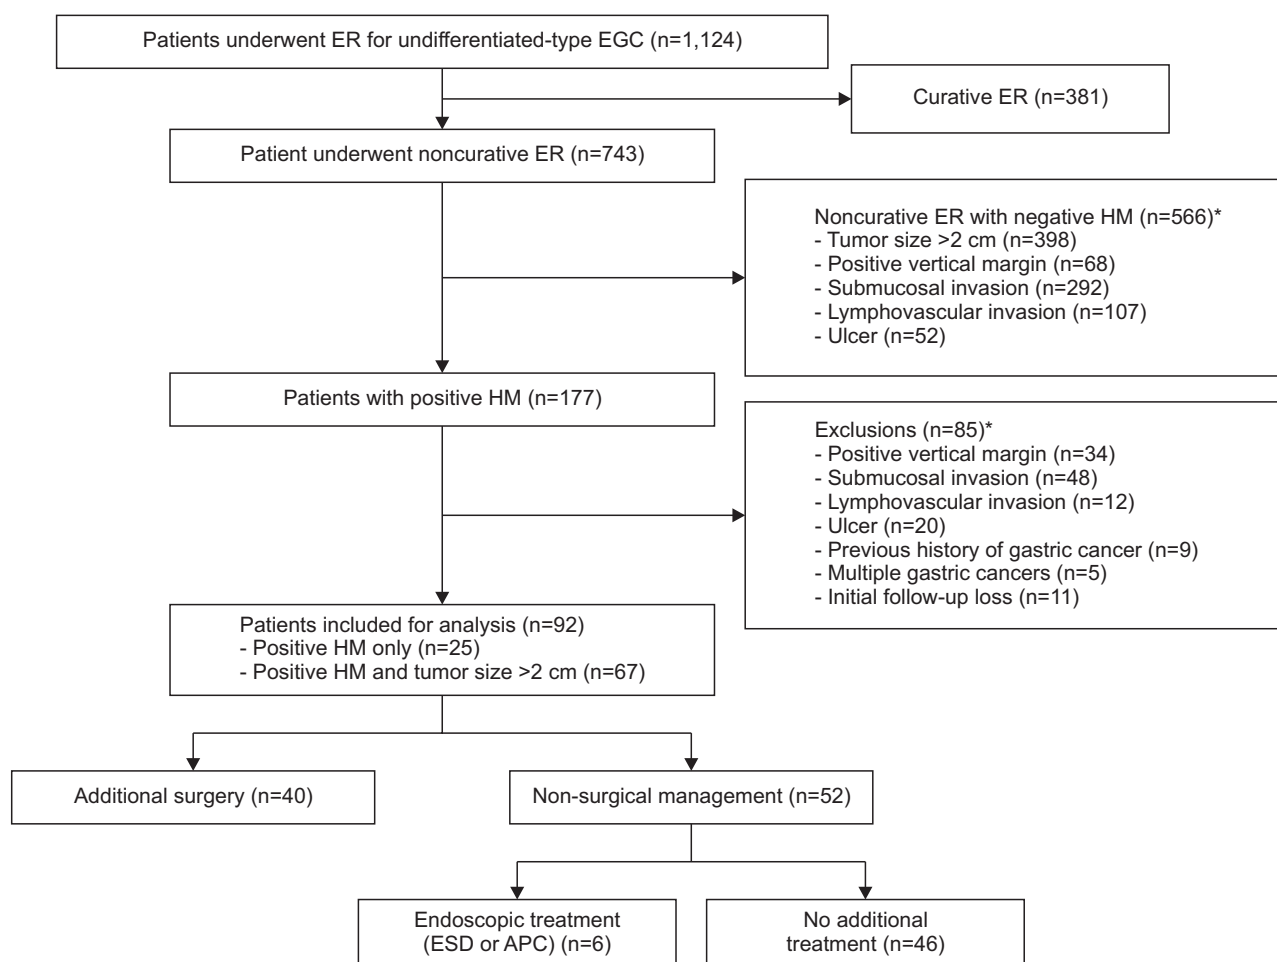 Patients underwent ER for undifferentiated-type EGC (n=1,124)
Curative ER (n=381)
Patient underwent noncurative ER (n=743)
Noncurative ER with negative HM (n=566)*
- Tumor size >2 cm (n=398)
- Positive vertical margin (n=68)
- Submucosal invasion (n=292)
- Lymphovascular invasion (n=107)
- Ulcer (n=52)
Patients with positive HM (n=177)
Exclusions (n=85)*
- Positive vertical margin (n=34)
- Submucosal invasion (n=48)
- Lymphovascular invasion (n=12)
- Ulcer (n=20)
- Previous history of gastric cancer (n=9)
- Multiple gastric cancers (n=5)
- Initial follow-up loss (n=11)
Patients included for analysis (n=92)
- Positive HM only (n=25)
- Positive HM and tumor size >2 cm (n=67)
Additional surgery (n=40)
Non-surgical management (n=52)
Endoscopic treatment
(ESD or APC) (n=6)
No additional
treatment (n=46)